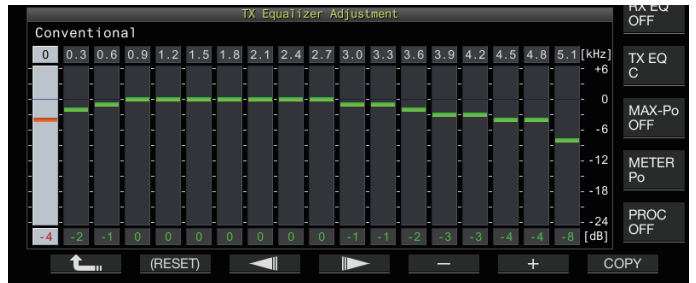 TX Equalizer Adjustment
RX EQ
OFF
Conventional
0 0.3 0.6 0.9 1.2 1.5 1.8 2.1 2.4 2.7 3.0 3.3 3.6 3.9 4.2 4.5 4.8 5.1 [kHz]
+6
0
-6
-12
-18
-24
-4 -2 -1 0 0 0 0 0 0 0 -1 -1 -2 -3 -3 -4 -4 -8 [dB]
TX EQ
C
MAX-Po
OFF
METER
Po
PROC
OFF
(RESET) − + COPY